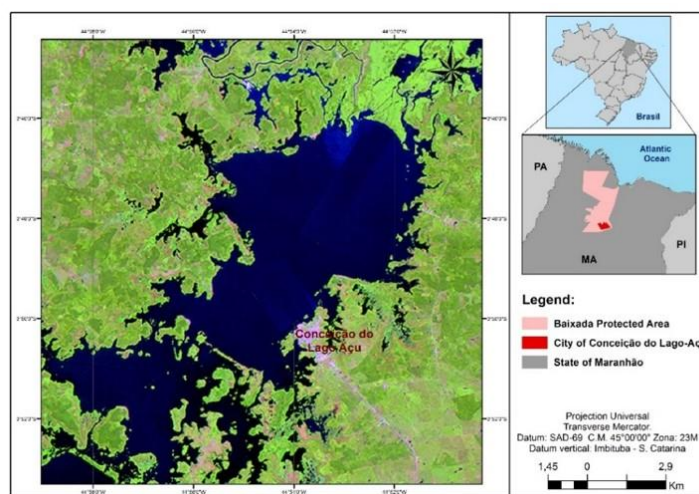 Conceição do
Lago Açu
Brasil
Atlantic
Ocean
PA
MA
PI
Legend:
Baixada Protected Area
City of Conceição do Lago-Aç
State of Maranhão
Projection Universal
Transverse Mercator.
Datum: SAD-69 C.M. 45°00'00" Zona: 23M
Datum vertical: Imbituba - S. Catarina
1,45 0 2,9
Km